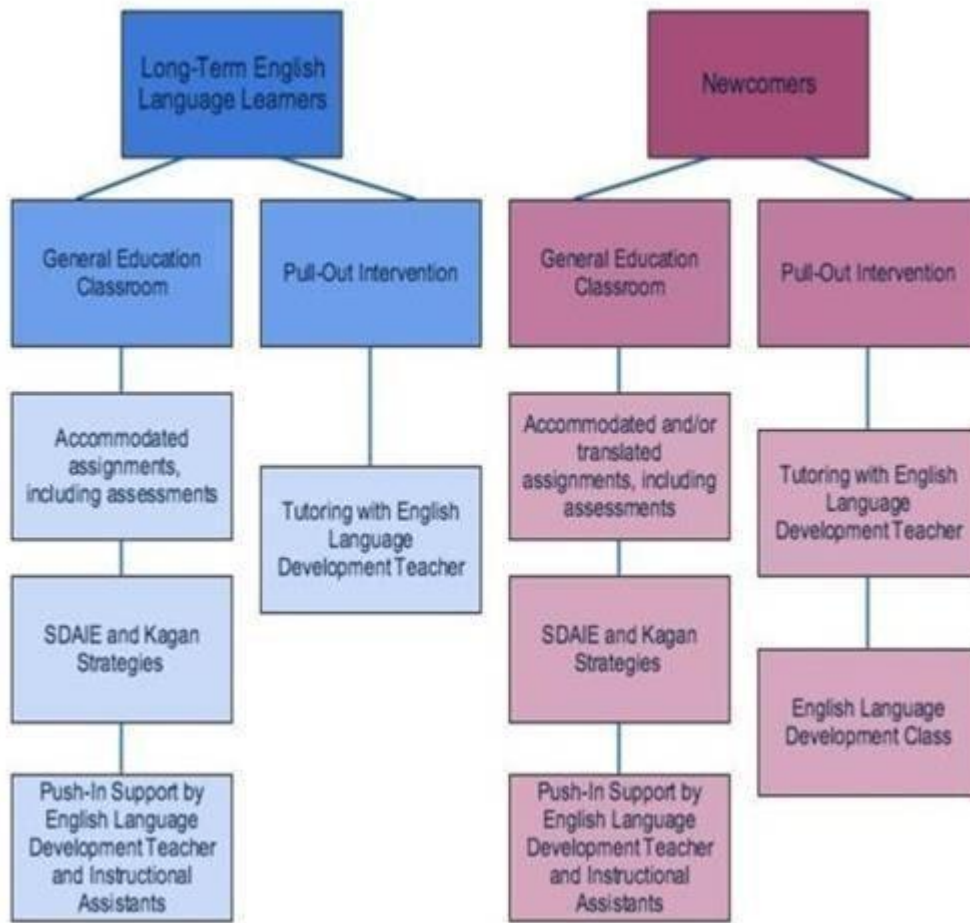 Long-Term English
Language Learners
Newcomers
General Education
Classroom
Pull-Out Intervention
General Education
Classroom
Pull-Out Intervention
Accommodated
assignments,
including assessments
Tutoring with English
Language
Development Teacher
Accommodated and/or
translated
assignments, including
assessments
Tutoring with English
Language
Development Teacher
SDAIE and Kagan
Strategies
SDAIE and Kagan
Strategies
English Language
Development Class
Push-In Support by
English Language
Development Teacher
and Instructional
Assistants
Push-In Support by
English Language
Development Teacher
and Instructional
Assistants